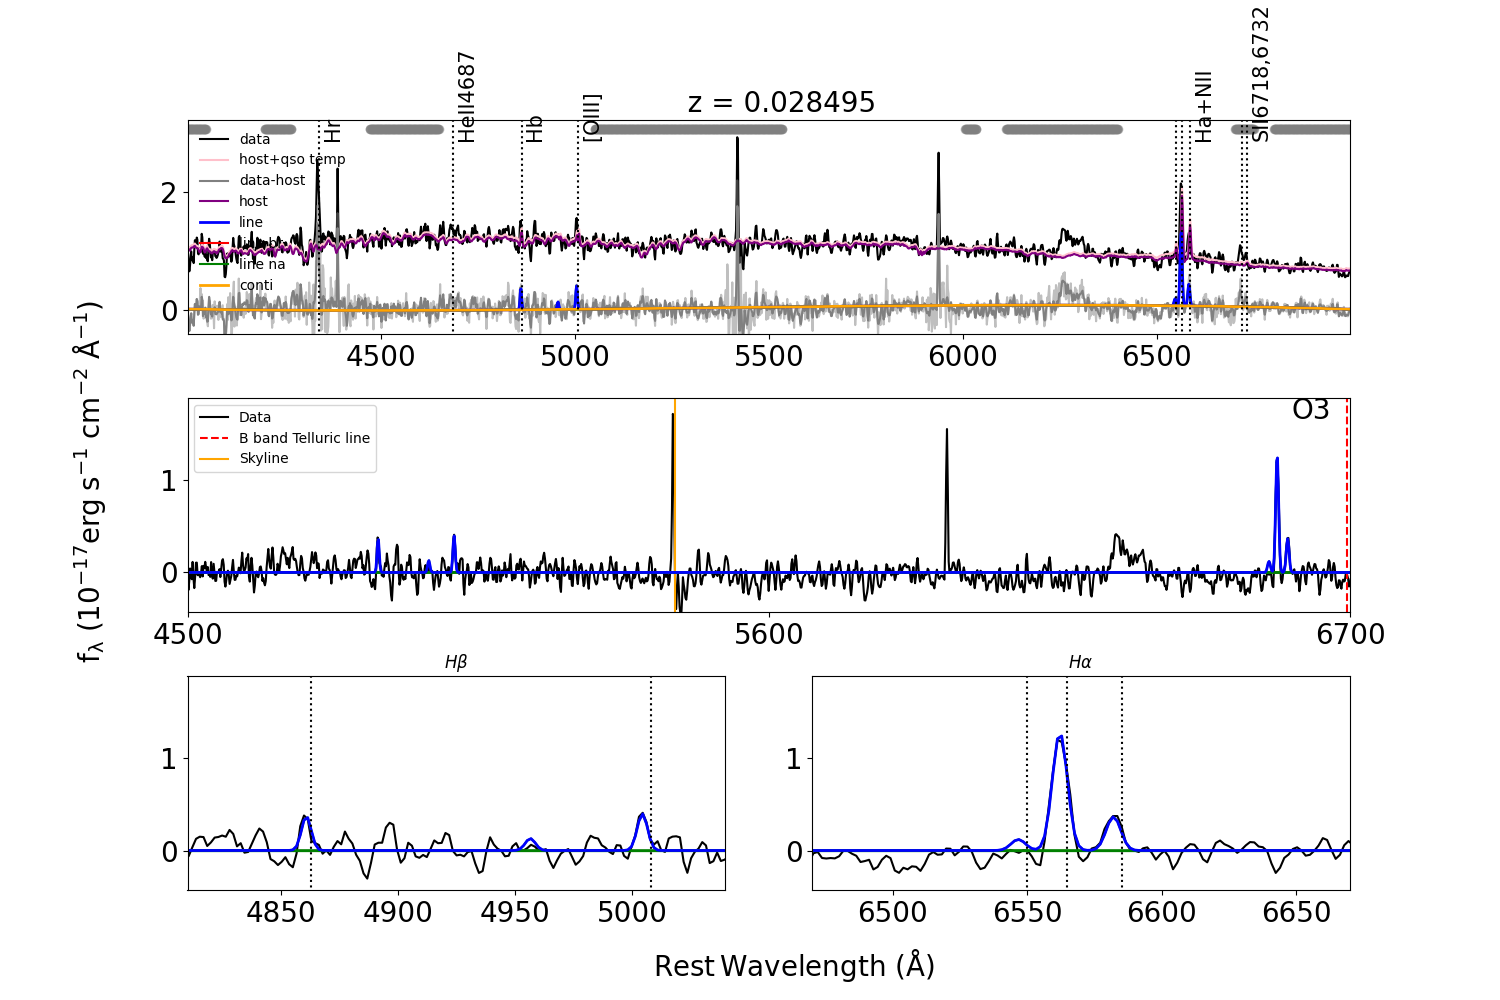 z = 0.028495
Hr
HeII4687
Hb
[OIII]
Ha+NII
SII6718,6732
data
host+qso temp
data-host
host
line
line na
conti
2
0
4500
5000
5500
6000
6500
fλ (10−17erg s−1 cm−2 Å−1)
O3
Data
B band Telluric line
Skyline
1
0
4500
5600
6700
Hβ
1
0
4850
4900
4950
5000
Hα
1
0
6500
6550
6600
6650
Rest Wavelength (Å)